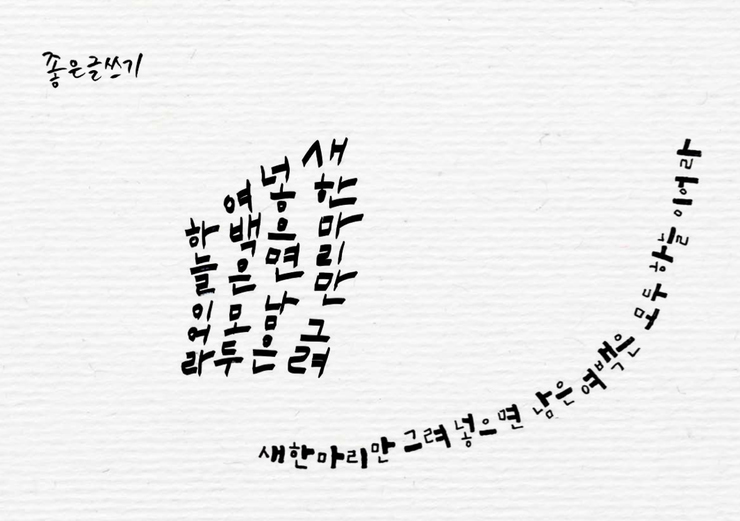 좋은글쓰기
새한마리만 그려
넣으면 남은
여백은 모두
하늘 외라
새한마리만 그려넣으면 남은 여백은 모두 하늘 이어라